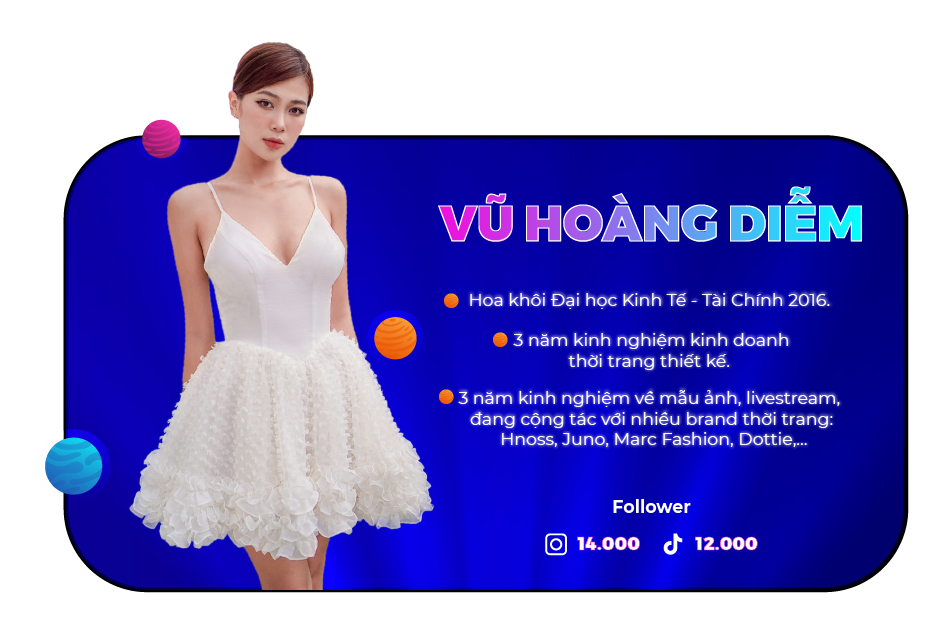 VŨ HOÀNG DIỄM
Hoa khôi Đại học Kinh Tế - Tài Chính 2016.
3 năm kinh nghiệm kinh doanh
thời trang thiết kế.
3 năm kinh nghiệm về mẫu ảnh, livestream,
đang cộng tác với nhiều brand thời trang:
Hnoss, Juno, Marc Fashion, Dottie,...
Follower
14.000 12.000